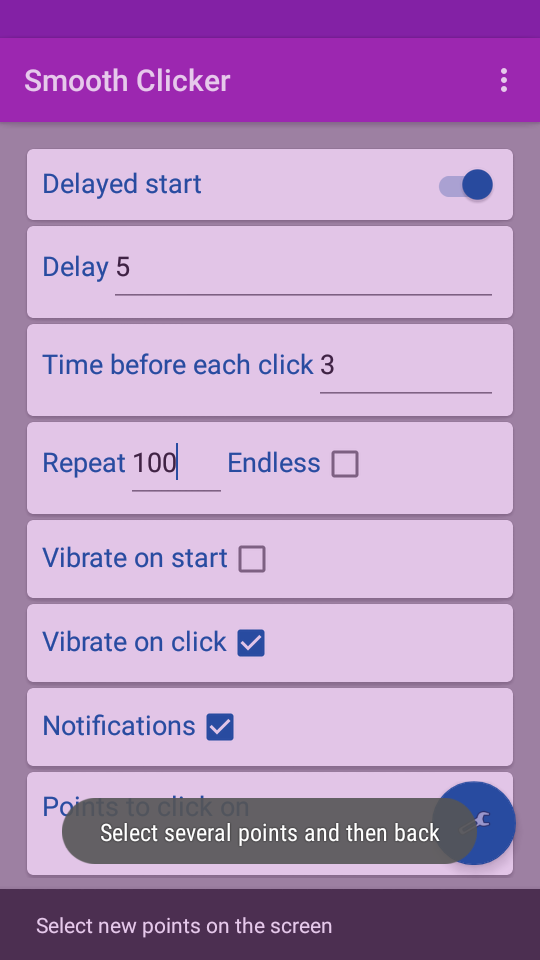 Smooth Clicker
Delayed start
Delay 5
Time before each click 3
Repeat 100 Endless
Vibrate on start
Vibrate on click
Notifications
Points to click on
Select several points and then back
Select new points on the screen